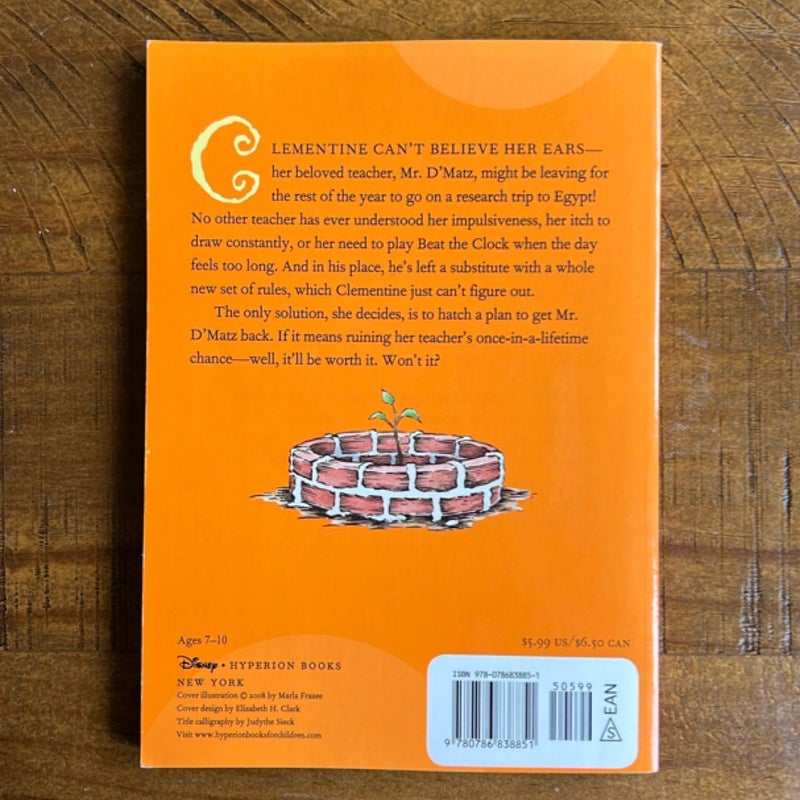 CLEMENTINE CAN'T BELIEVE HER EARS—
her beloved teacher, Mr. D'Matz, might be leaving for
the rest of the year to go on a research trip to Egypt!
No other teacher has ever understood her impulsiveness, her itch to
draw constantly, or her need to play Beat the Clock when the day
feels too long. And in his place, he's left a substitute with a whole
new set of rules, which Clementine just can't figure out.
The only solution, she decides, is to hatch a plan to get Mr.
D'Matz back. If it means ruining her teacher's once-in-a-lifetime
chance—well, it'll be worth it. Won't it?
Ages 7–10
$5.99 US/$6.50 CAN
Disney • HYPERION BOOKS
NEW YORK
Cover illustration © 2008 by Marla Frazee
Cover design by Elizabeth H. Clark
Title calligraphy by Judythe Sieck
Visit www.hyperionbooksforchildren.com
ISBN 978-078683885-1
50599
9 780786 838851
S EAN